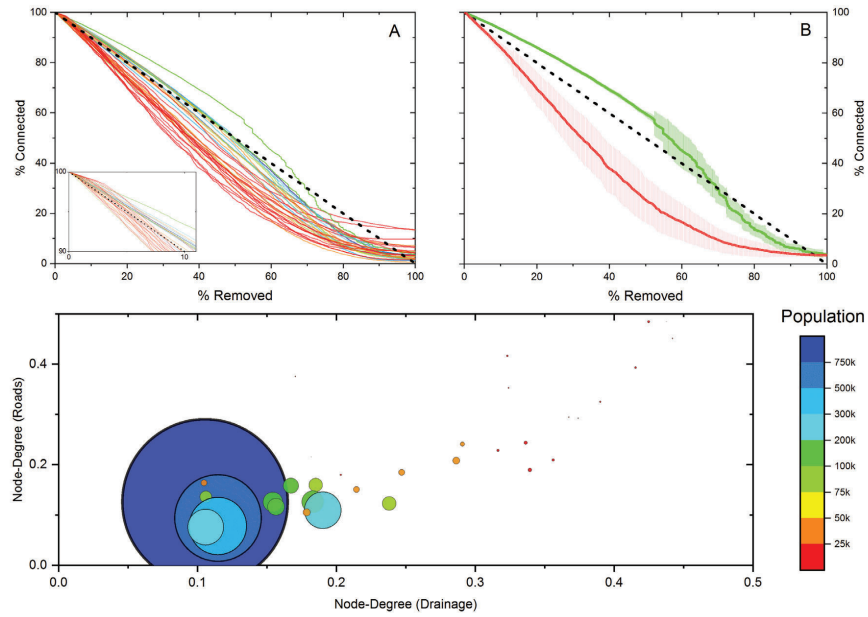 A
B
100
80
60
40
20
0
% Connected
100
90
0
10
0
20
40
60
80
100
% Removed
100
80
60
40
20
0
% Connected
0
20
40
60
80
100
% Removed
0.4
0.2
0.0
Node-Degree (Roads)
0.0
0.1
0.2
0.3
0.4
0.5
Node-Degree (Drainage)
Population
750k
500k
300k
200k
100k
75k
50k
25k